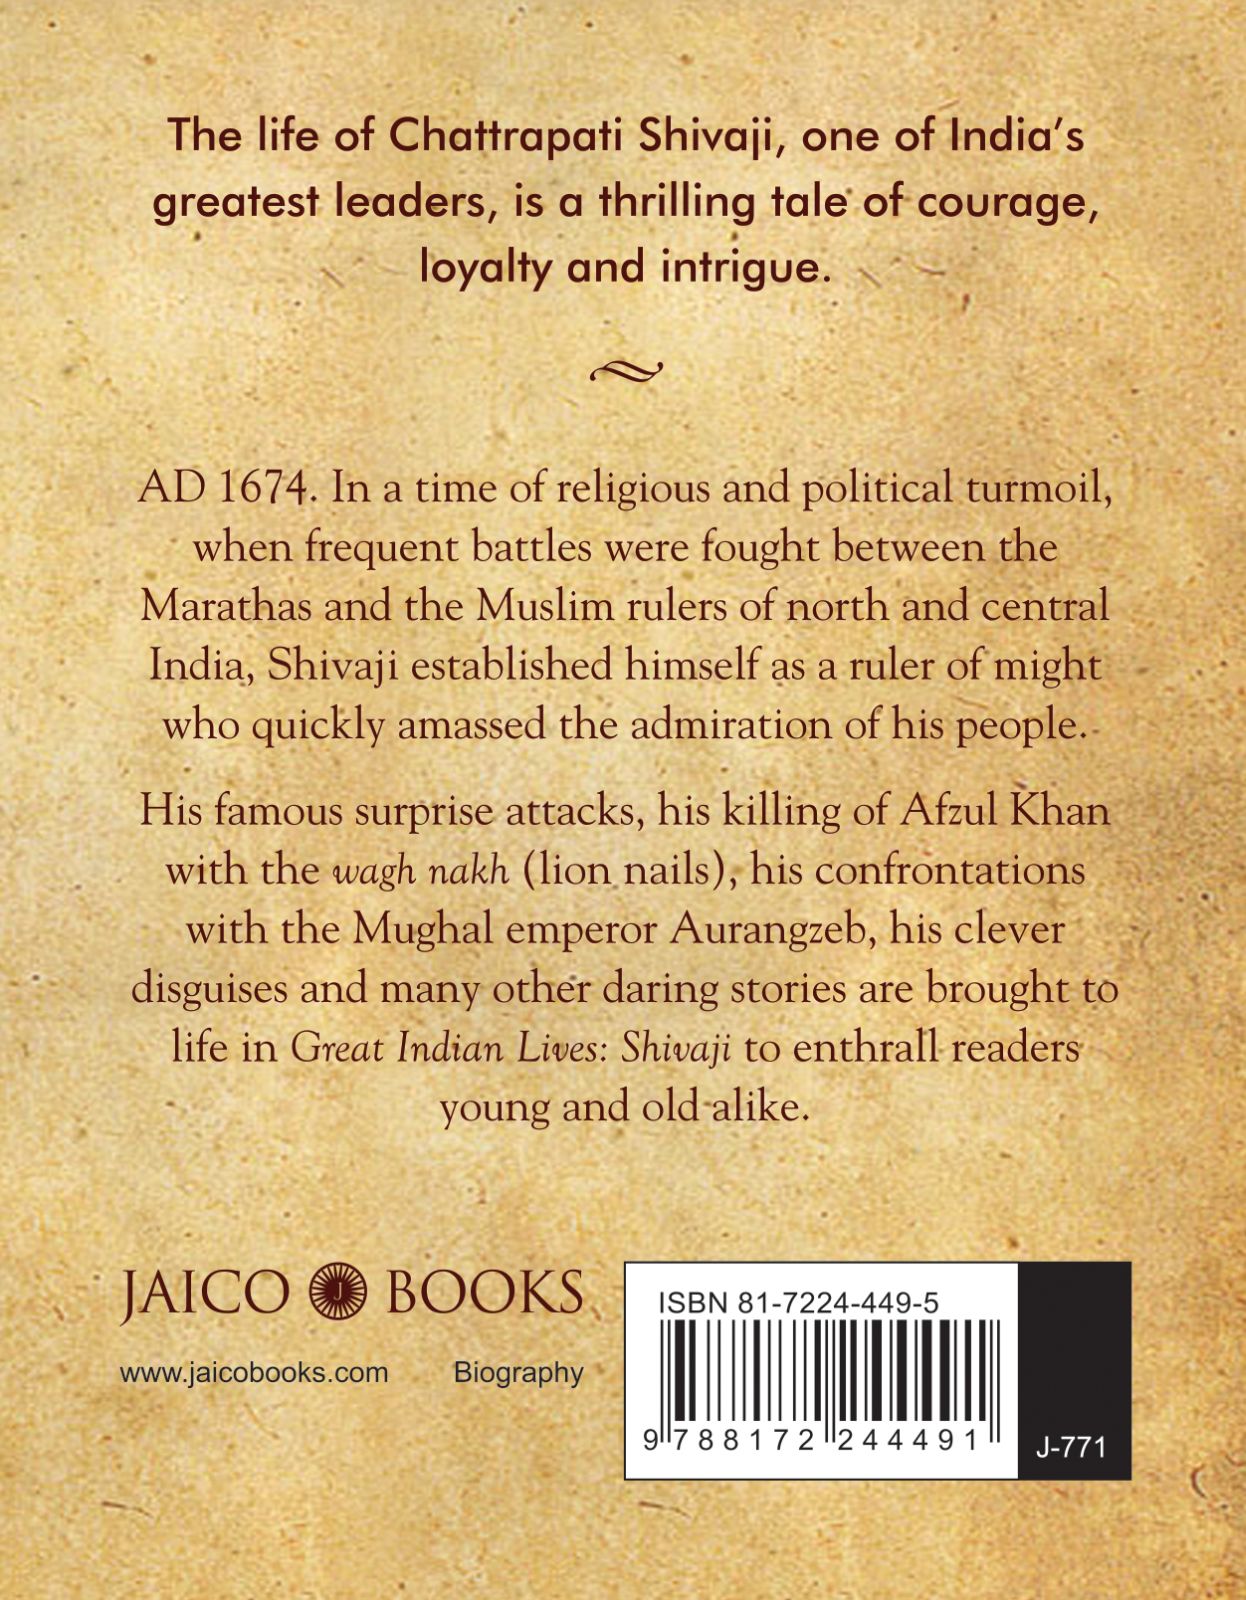 The life of Chattrapati Shivaji, one of India's
greatest leaders, is a thrilling tale of courage,
loyalty and intrigue.
AD 1674. In a time of religious and political turmoil,
when frequent battles were fought between the
Marathas and the Muslim rulers of north and central
India, Shivaji established himself as a ruler of might
who quickly amassed the admiration of his people.
His famous surprise attacks, his killing of Afzul Khan
with the wagh nakh (lion nails), his confrontations
with the Mughal emperor Aurangzeb, his clever
disguises and many other daring stories are brought to
life in Great Indian Lives: Shivaji to enthrall readers
young and old alike.
JAICO J BOOKS
www.jaicobooks.com Biography
ISBN 81-7224-449-5
9 788172 244491
J-771